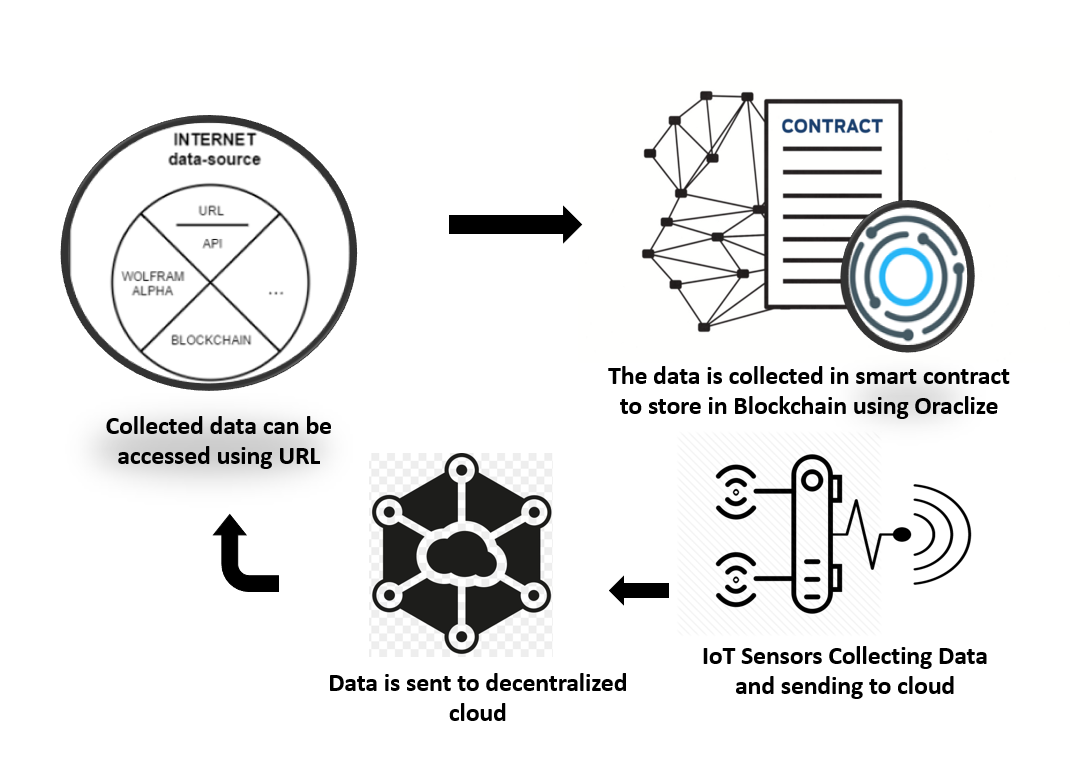 INTERNET
data-source
URL
API
WOLFRAM
ALPHA
...
BLOCKCHAIN
Collected data can be
accessed using URL
CONTRACT
The data is collected in smart contract
to store in Blockchain using Oraclize
Data is sent to decentralized
cloud
IoT Sensors Collecting Data
and sending to cloud